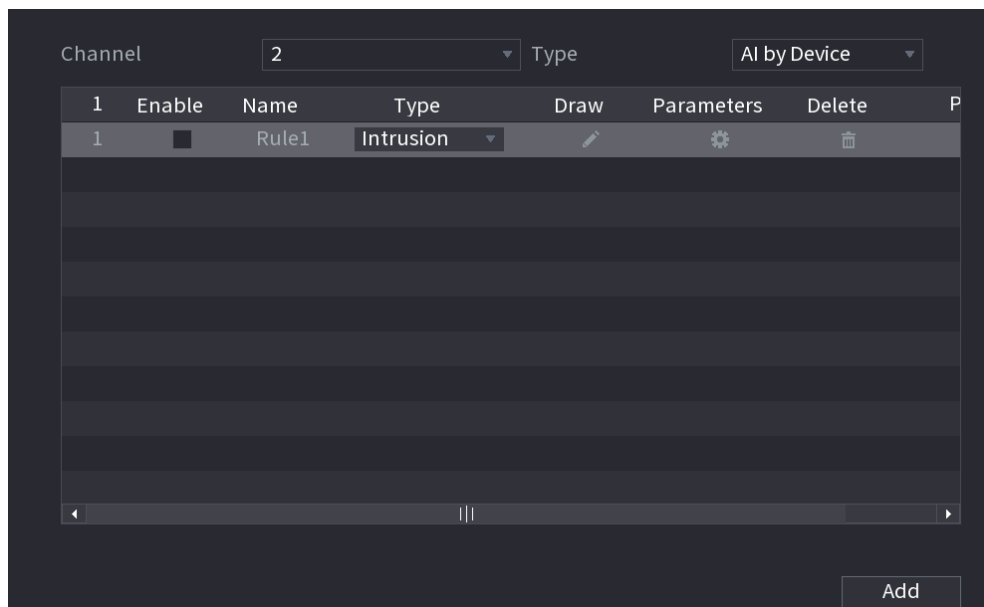 Channel 2 Type AI by Device
1 Enable Name Type Draw Parameters Delete P
1 Rule1 Intrusion
Add